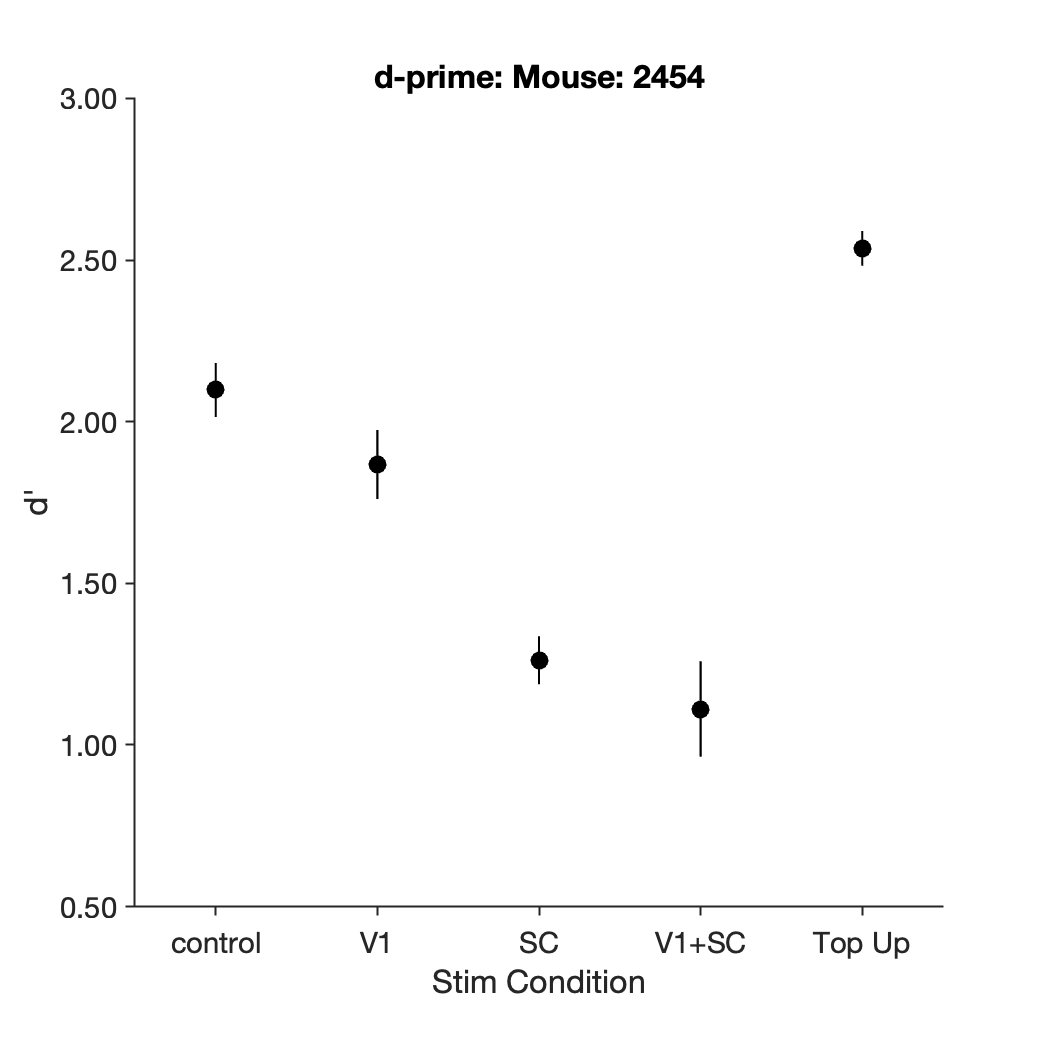 d-prime: Mouse: 2454
3.00
2.50
2.00
1.50
1.00
0.50
d'
control V1 SC V1+SC Top Up
Stim Condition